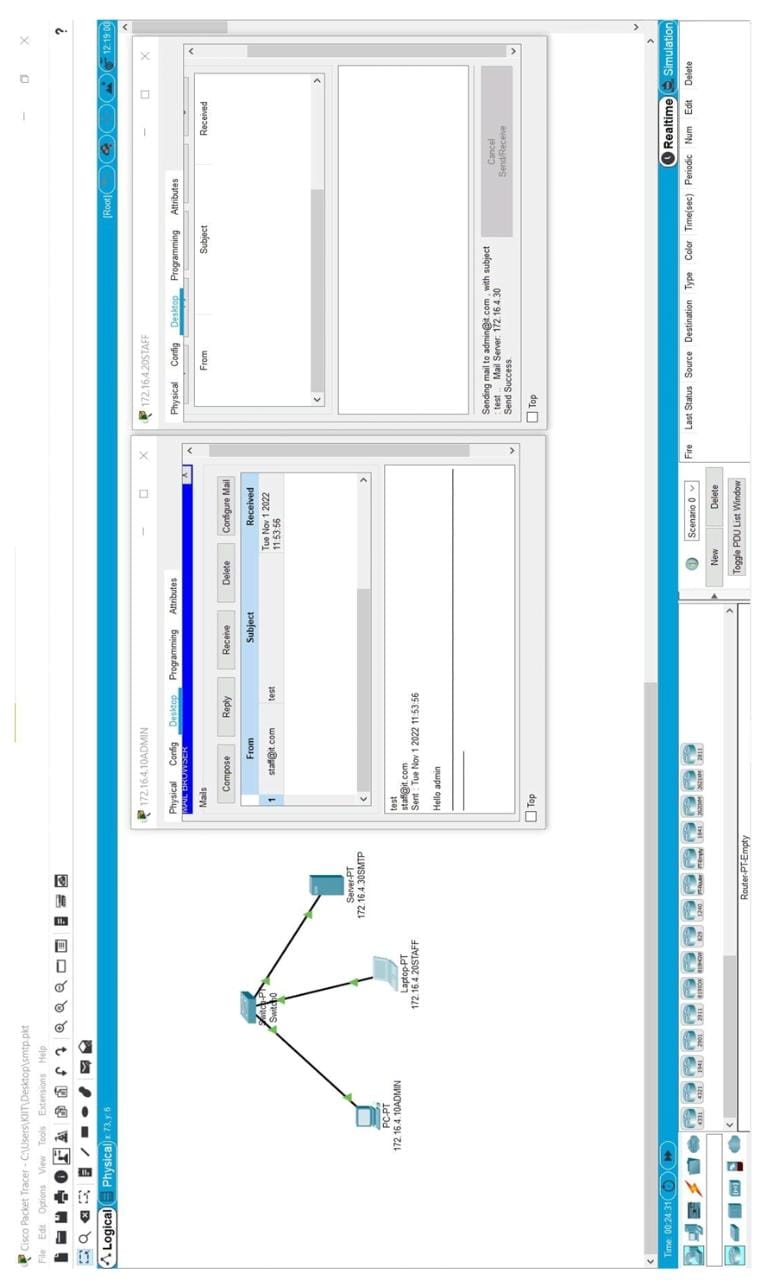 Cisco Packet Tracer - C:\Users\KIIT\Desktop\smtp.pkt
File Edit Options View Tools Extensions Help
?
Logical Physical x: 73, y: 6
[Root]
12:19:00
PC-PT
172.16.4.10ADMIN
Switch-PT
Switch0
Laptop-PT
172.16.4.20STAFF
Server-PT
172.16.4.30SMTP
172.16.4.10ADMIN
Physical Config Desktop Programming Attributes
MAIL BROWSER
Mails
Compose Reply Receive Delete Configure Mail
From Subject Received
1 staff@it.com test Tue Nov 1 2022
11:53:56
test
staff@it.com
Sent : Tue Nov 1 2022 11:53:56
Hello admin
Top
172.16.4.20STAFF
Physical Config Desktop Programming Attributes
From Subject Received
Sending mail to admin@it.com , with subject
: test .. Mail Server: 172.16.4.30
Send Success.
Cancel
Send/Receive
Top
Time: 00:24:31
Realtime Simulation
4331 4321 1941 2901 2911 819HGW 829 1240 PT-Router PT-Empty 1841 2620XM 2621XM 2811
Router-PT-Empty
Scenario 0
New Delete
Toggle PDU List Window
Fire Last Status Source Destination Type Color Time(sec) Periodic Num Edit Delete